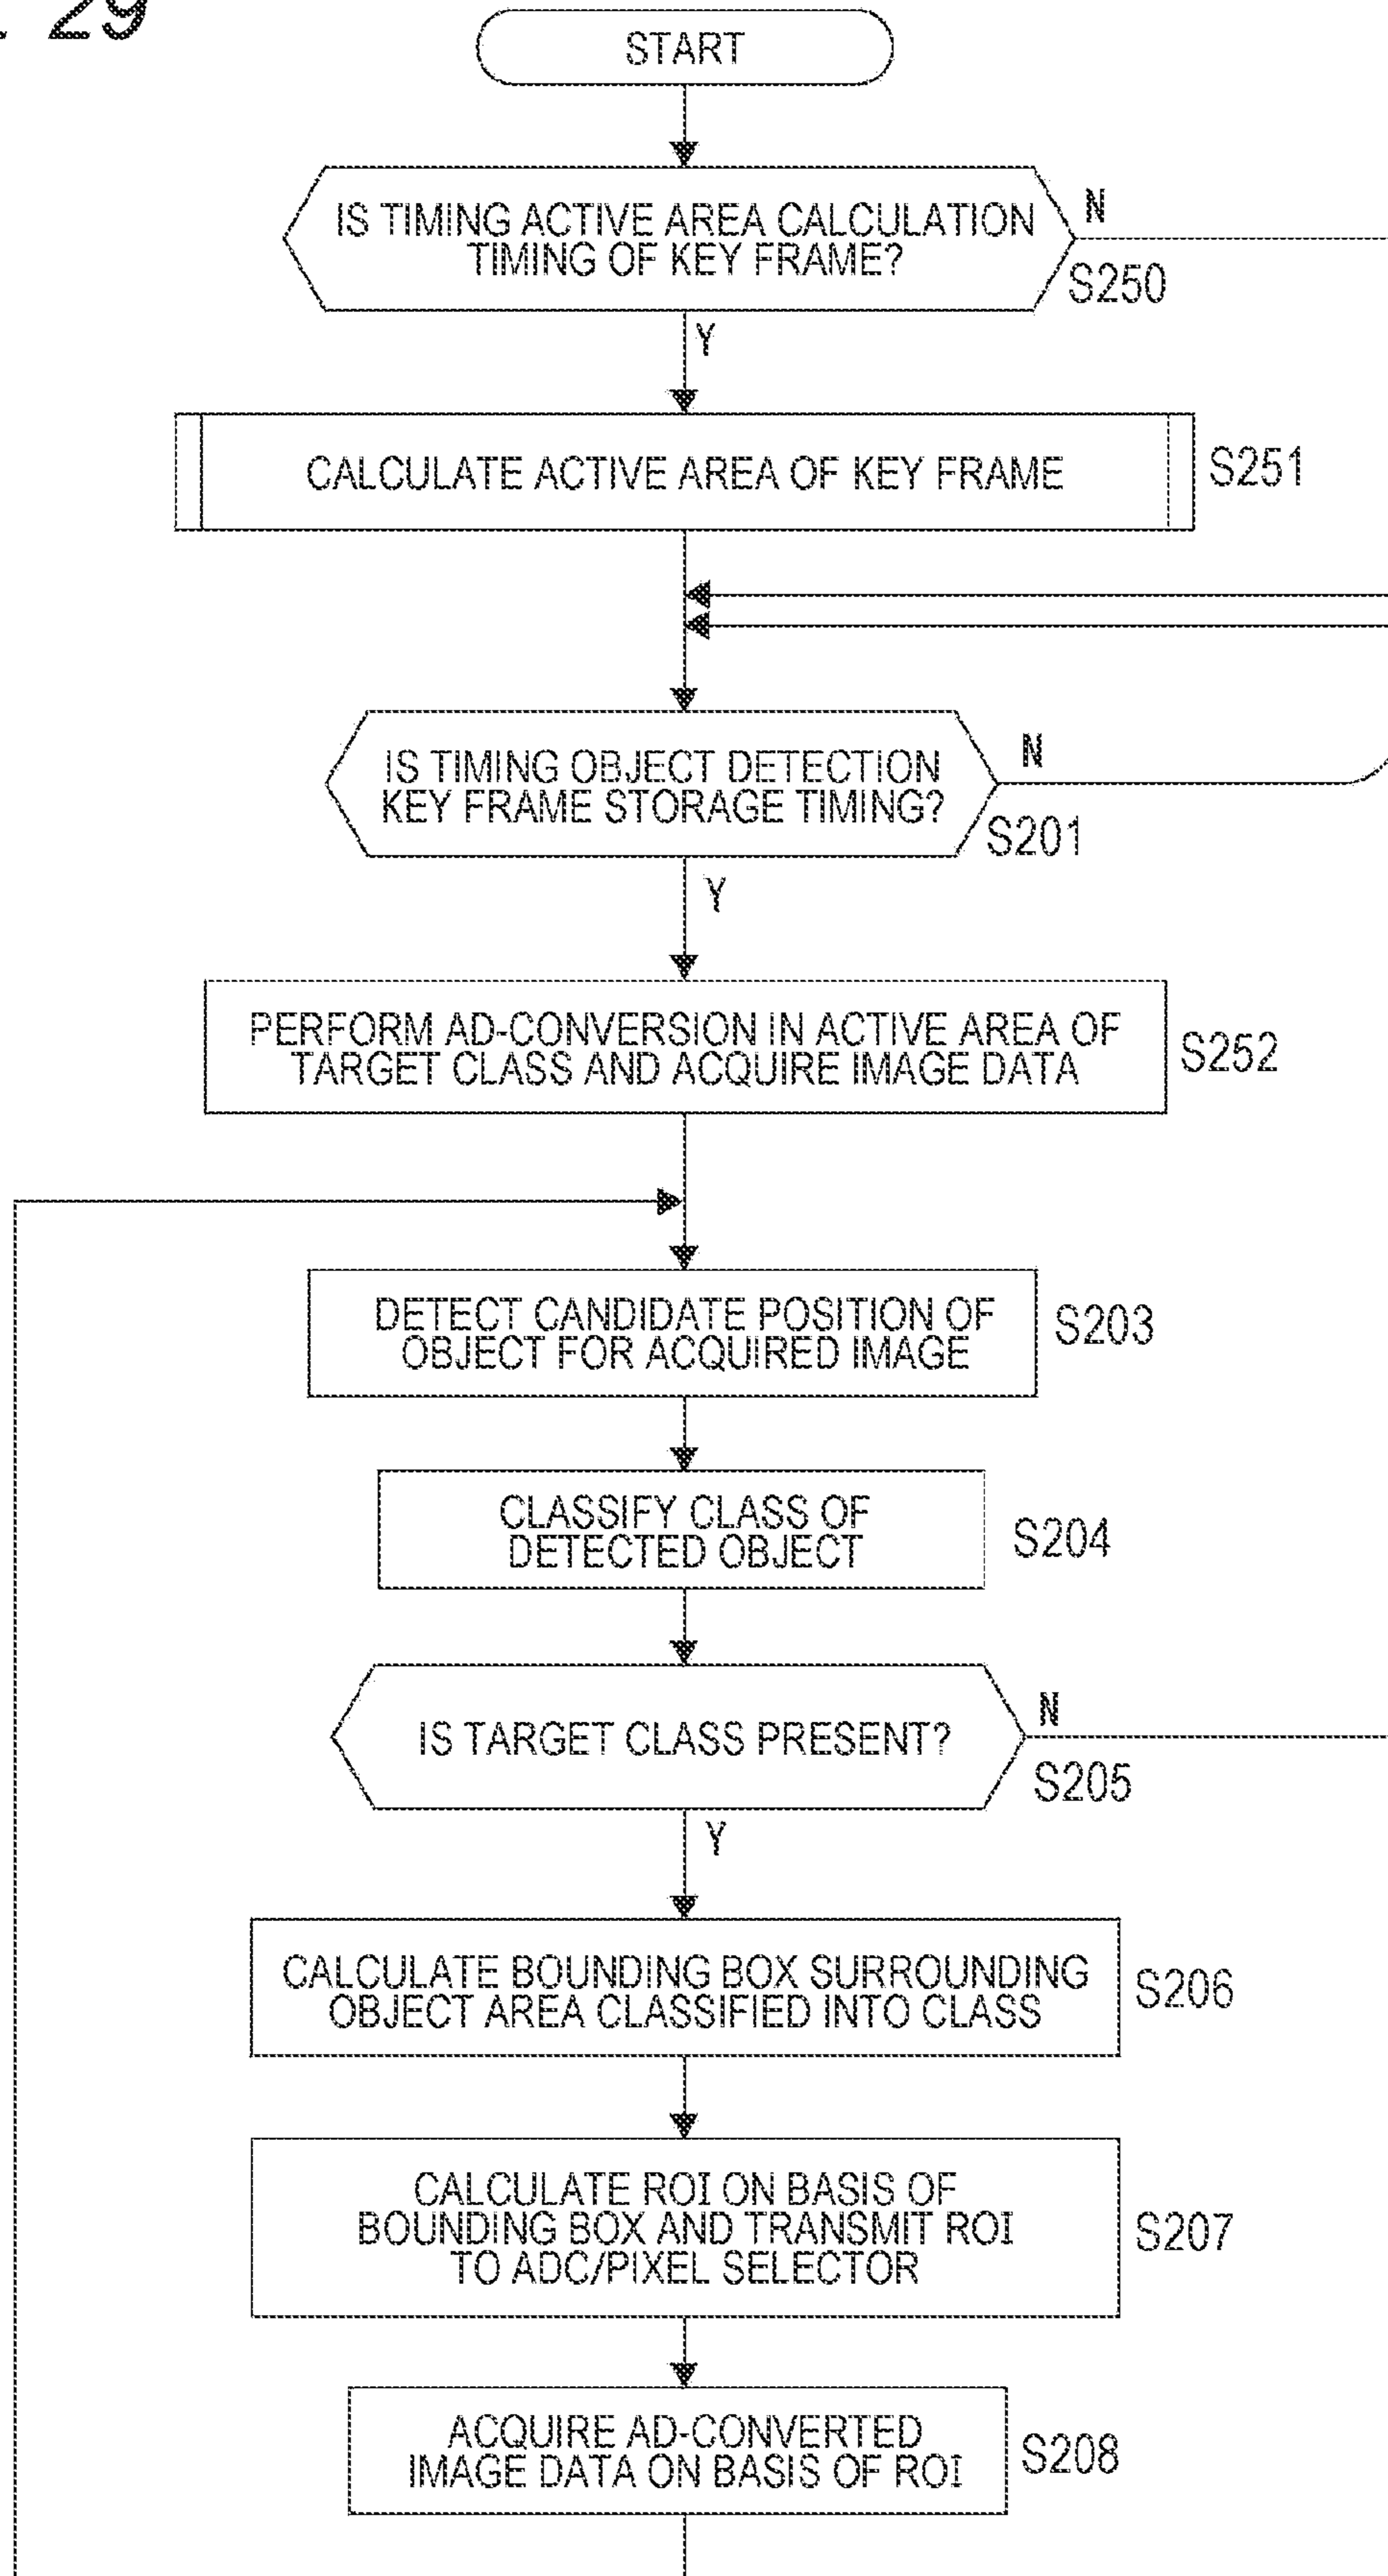 29
START
IS TIMING ACTIVE AREA CALCULATION
TIMING OF KEY FRAME?
N
S250
Y
CALCULATE ACTIVE AREA OF KEY FRAME
S251
IS TIMING OBJECT DETECTION
KEY FRAME STORAGE TIMING?
N
S201
Y
PERFORM AD-CONVERSION IN ACTIVE AREA OF
TARGET CLASS AND ACQUIRE IMAGE DATA
S252
DETECT CANDIDATE POSITION OF
OBJECT FOR ACQUIRED IMAGE
S203
CLASSIFY CLASS OF
DETECTED OBJECT
S204
IS TARGET CLASS PRESENT?
N
S205
Y
CALCULATE BOUNDING BOX SURROUNDING
OBJECT AREA CLASSIFIED INTO CLASS
S206
CALCULATE ROI ON BASIS OF
BOUNDING BOX AND TRANSMIT ROI
TO ADC/PIXEL SELECTOR
S207
ACQUIRE AD-CONVERTED
IMAGE DATA ON BASIS OF ROI
S208